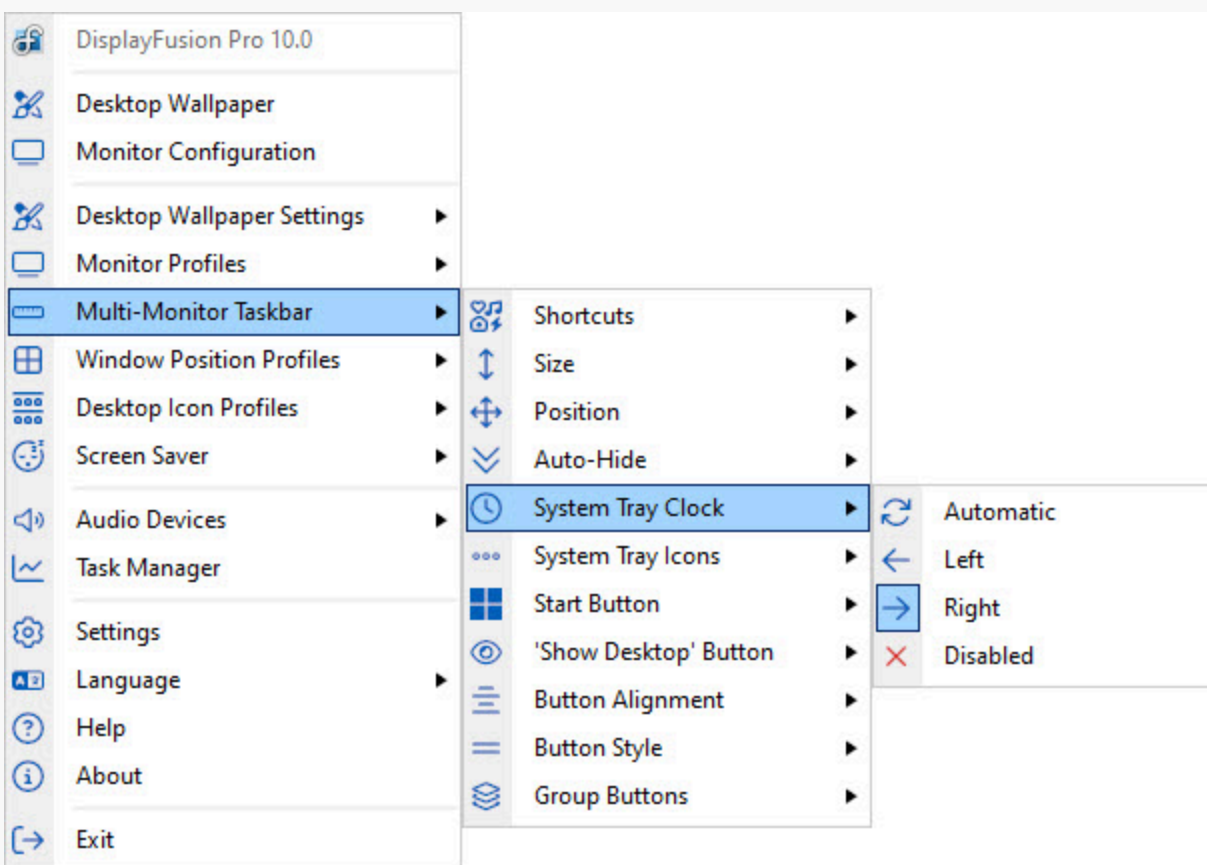 DisplayFusion Pro 10.0
Desktop Wallpaper
Monitor Configuration
Desktop Wallpaper Settings
Monitor Profiles
Multi-Monitor Taskbar
Window Position Profiles
Desktop Icon Profiles
Screen Saver
Audio Devices
Task Manager
Settings
Language
Help
About
Exit
Shortcuts
Size
Position
Auto-Hide
System Tray Clock
System Tray Icons
Start Button
'Show Desktop' Button
Button Alignment
Button Style
Group Buttons
Automatic
Left
Right
Disabled